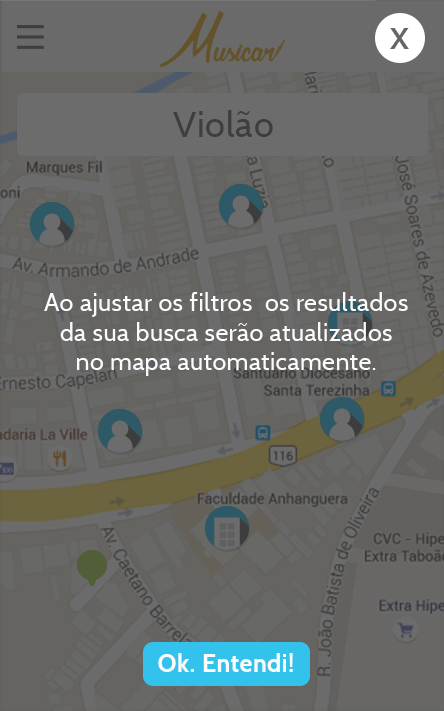 Musicar
X
Violão
Marques Fil
oni
a Luzia
José Soares de Azevedo
Av. Armando de Andrade
Ao ajustar os filtros os resultados
da sua busca serão atualizados
no mapa automaticamente.
Ernesto Capelari
Santuário Diocesano
Santa Terezinha
adaria La Ville
116
Faculdade Anhanguera
Av. Caetano Barrela
R. João Batista de Oliveira
CVC - Hipe
Extra Taboão
Extra Hipe
Ok. Entendi!